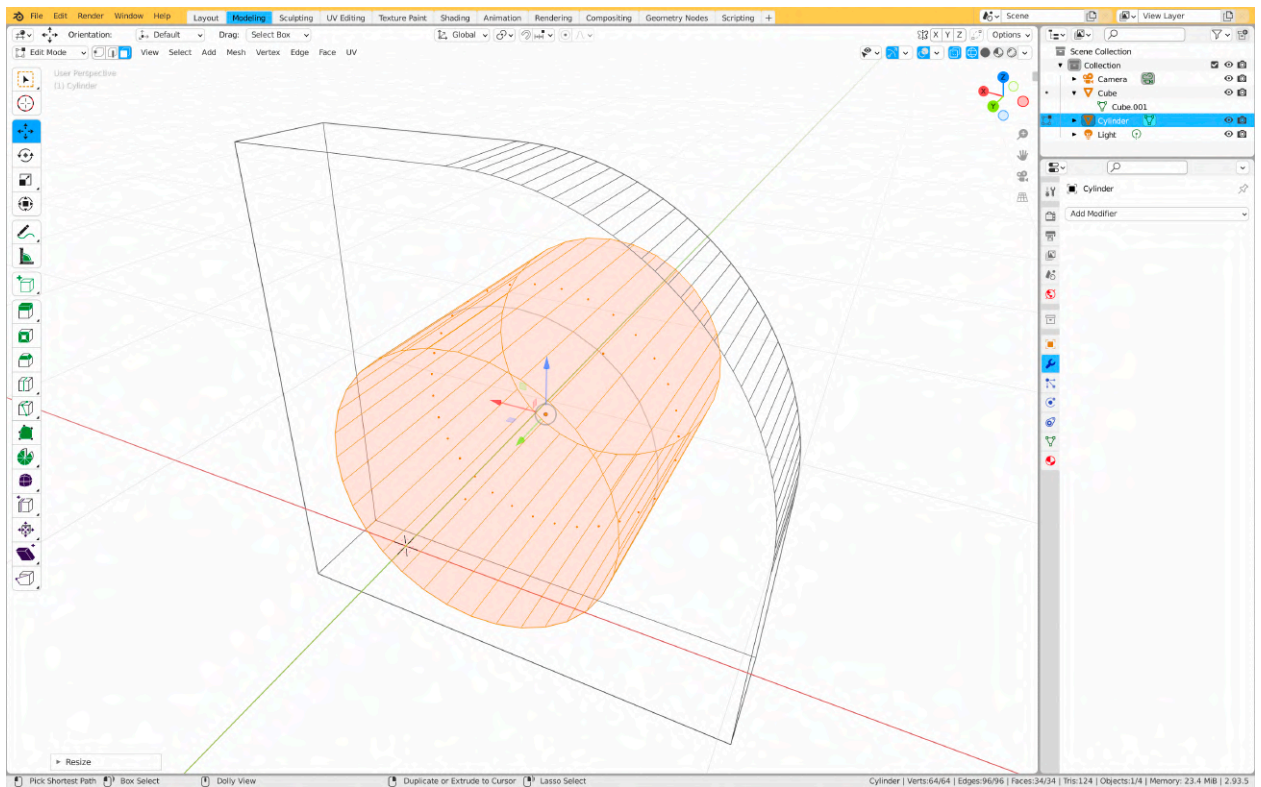 File Edit Render Window Help Layout Modeling Sculpting UV Editing Texture Paint Shading Animation Rendering Compositing Geometry Nodes Scripting + Scene View Layer
Orientation: Default Drag: Select Box Global X Y Z Options
Edit Mode View Select Add Mesh Vertex Edge Face UV
User Perspective
(1) Cylinder
Z
X
Y
Resize
Scene Collection
Collection
Camera
Cube
Cube.001
Cylinder
Light
Cylinder
Add Modifier
Pick Shortest Path Box Select Dolly View Duplicate or Extrude to Cursor Lasso Select Cylinder | Verts:64/64 | Edges:96/96 | Faces:34/34 | Tris:124 | Objects:1/4 | Memory: 23.4 MiB | 2.93.5